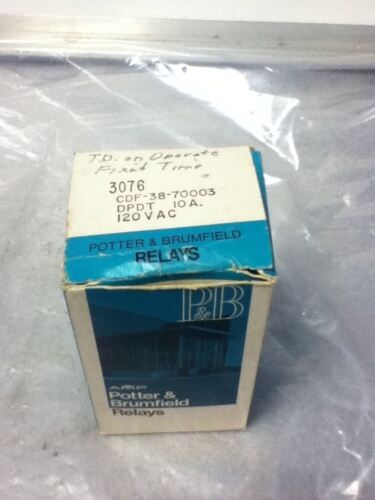 T.D. on Operate
Fixed Time
3076
CDF-38-70003
DPDT 10A.
120VAC
POTTER & BRUMFIELD
RELAYS
P&B
AMF
Potter &
Brumfield
Relays